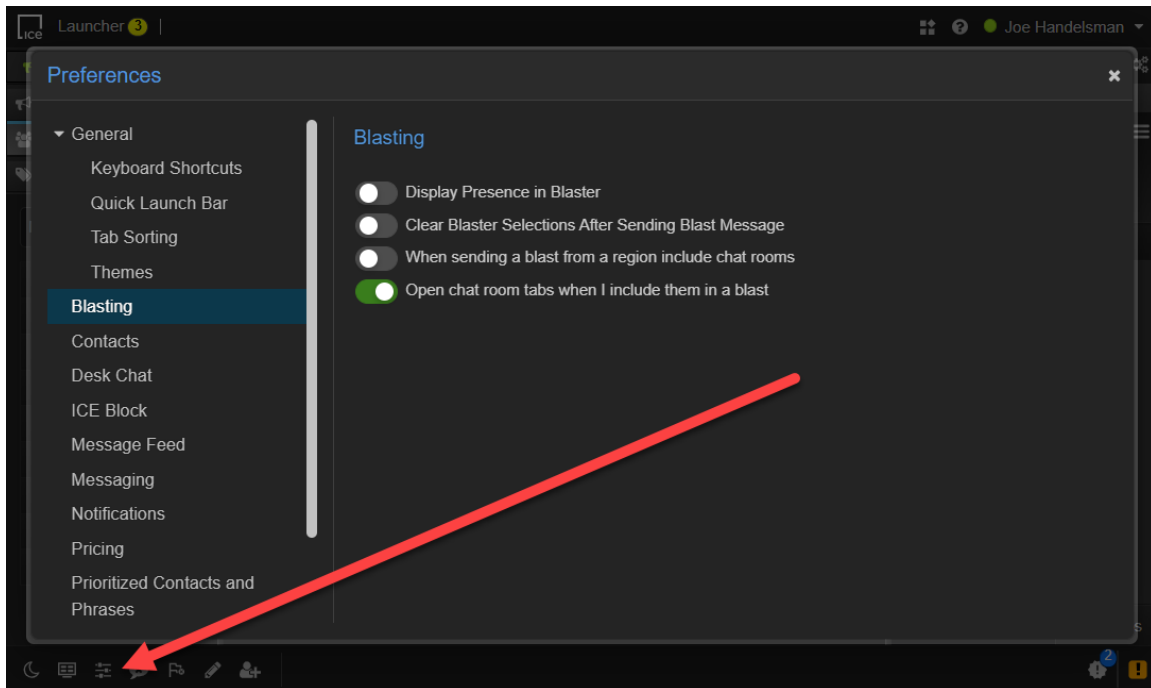 ice Launcher 3
Joe Handelsman
Preferences
General
Keyboard Shortcuts
Quick Launch Bar
Tab Sorting
Themes
Blasting
Contacts
Desk Chat
ICE Block
Message Feed
Messaging
Notifications
Pricing
Prioritized Contacts and
Phrases
Blasting
Display Presence in Blaster
Clear Blaster Selections After Sending Blast Message
When sending a blast from a region include chat rooms
Open chat room tabs when I include them in a blast
s
2